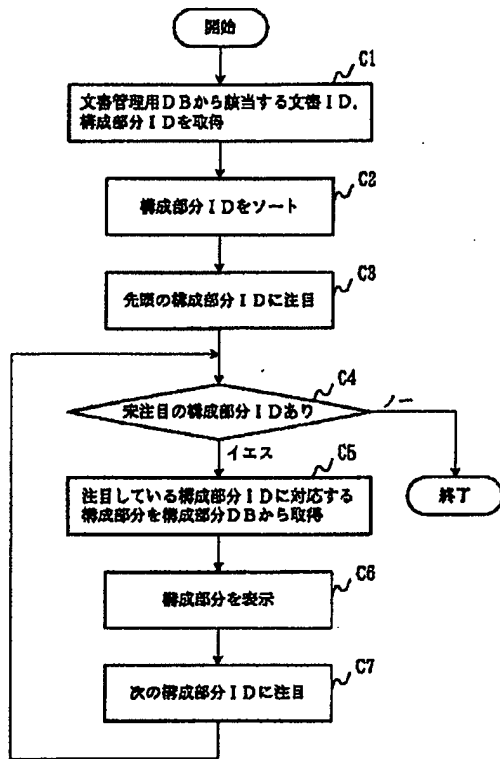 開始
C1
文書管理用DBから該当する文書ID,
構成部分IDを取得
C2
構成部分IDをソート
C3
先頭の構成部分IDに注目
C4
未注目の構成部分IDあり
ノー
イエス
C5
注目している構成部分IDに対応する
構成部分を構成部分DBから取得
終了
C6
構成部分を表示
C7
次の構成部分IDに注目